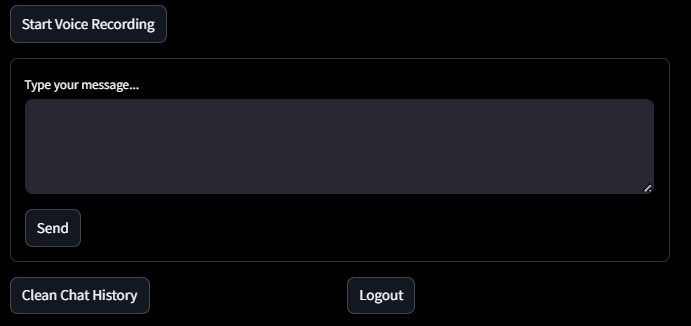 Start Voice Recording
Type your message...
Send
Clean Chat History
Logout